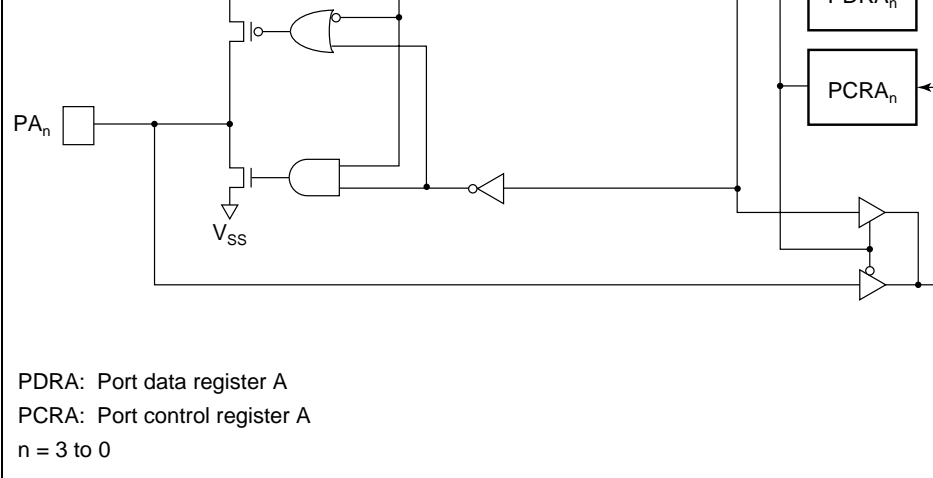 PDRAn
PCRAn
PAn
VSS
PDRA: Port data register A
PCRA: Port control register A
n = 3 to 0